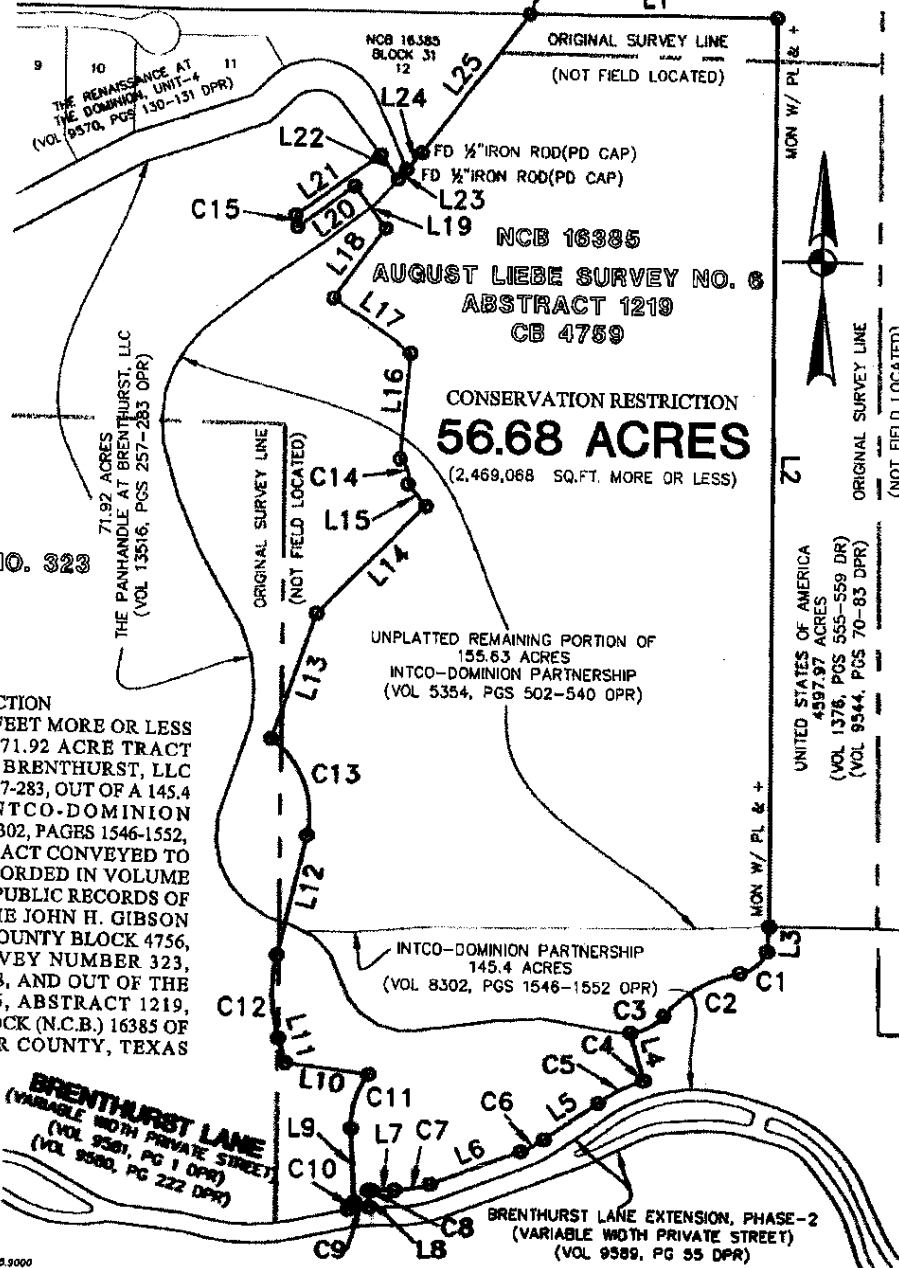 L1
ORIGINAL SURVEY LINE
(NOT FIELD LOCATED)
NCB 16385
BLOCK 31
12
9
10
11
THE RENAISSANCE AT
THE DOMINION, UNIT-4
(VOL 9570, PGS 130-131 DPR)
L25
L24
L22
FD ½"IRON ROD(PD CAP)
FD ½"IRON ROD(PD CAP)
L23
L21
L20
C15
L19
L18
L17
MON W/ PL & +
NCB 16385
AUGUST LIEBE SURVEY NO. 6
ABSTRACT 1219
CB 4759
L16
CONSERVATION RESTRICTION
56.68 ACRES
(2,469,068 SQ.FT. MORE OR LESS)
C14
L15
L14
L2
ORIGINAL SURVEY LINE
(NOT FIELD LOCATED)
71.92 ACRES
THE PANHANDLE AT BRENTHURST, LLC
(VOL 13516, PGS 257-283 OPR)
ORIGINAL SURVEY LINE
(NOT FIELD LOCATED)
NO. 323
UNITED STATES OF AMERICA
4597.97 ACRES
(VOL 1376, PGS 555-559 DR)
(VOL 9544, PGS 70-83 DPR)
UNPLATTED REMAINING PORTION OF
155.63 ACRES
INTCO-DOMINION PARTNERSHIP
(VOL 5354, PGS 502-540 OPR)
L13
C13
L12
CTION
FEET MORE OR LESS
71.92 ACRE TRACT
BRENTHURST, LLC
7-283, OUT OF A 145.4
NTCO-DOMINION
302, PAGES 1546-1552,
ACT CONVEYED TO
ORDED IN VOLUME
PUBLIC RECORDS OF
HE JOHN H. GIBSON
OUNTY BLOCK 4756,
VEY NUMBER 323,
, AND OUT OF THE
, ABSTRACT 1219,
OCK (N.C.B.) 16385 OF
R COUNTY, TEXAS
MON W/ PL & +
L3
INTCO-DOMINION PARTNERSHIP
145.4 ACRES
(VOL 8302, PGS 1546-1552 OPR)
C1
C2
C3
C4
L4
C5
L5
C6
L6
C7
L7
C12
L11
L10
C11
L9
C10
C9
L8
C8
BRENTHURST LANE
(VARIABLE WIDTH PRIVATE STREET)
(VOL 9581, PG 1 DPR)
(VOL 9580, PG 222 DPR)
BRENTHURST LANE EXTENSION, PHASE-2
(VARIABLE WIDTH PRIVATE STREET)
(VOL 9589, PG 55 DPR)